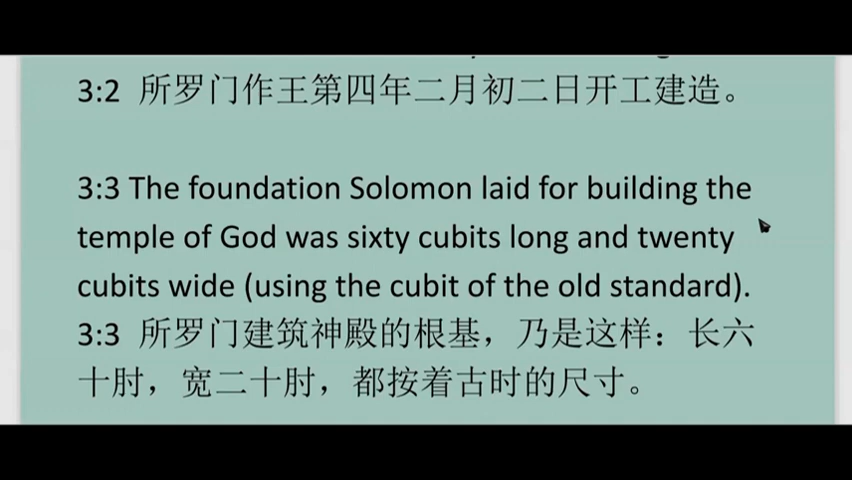 3:2 所罗门作王第四年二月初二日开工建造。
3:3 The foundation Solomon laid for building the
temple of God was sixty cubits long and twenty
cubits wide (using the cubit of the old standard).
3:3 所罗门建筑神殿的根基，乃是这样：长六
十肘，宽二十肘，都按着古时的尺寸。